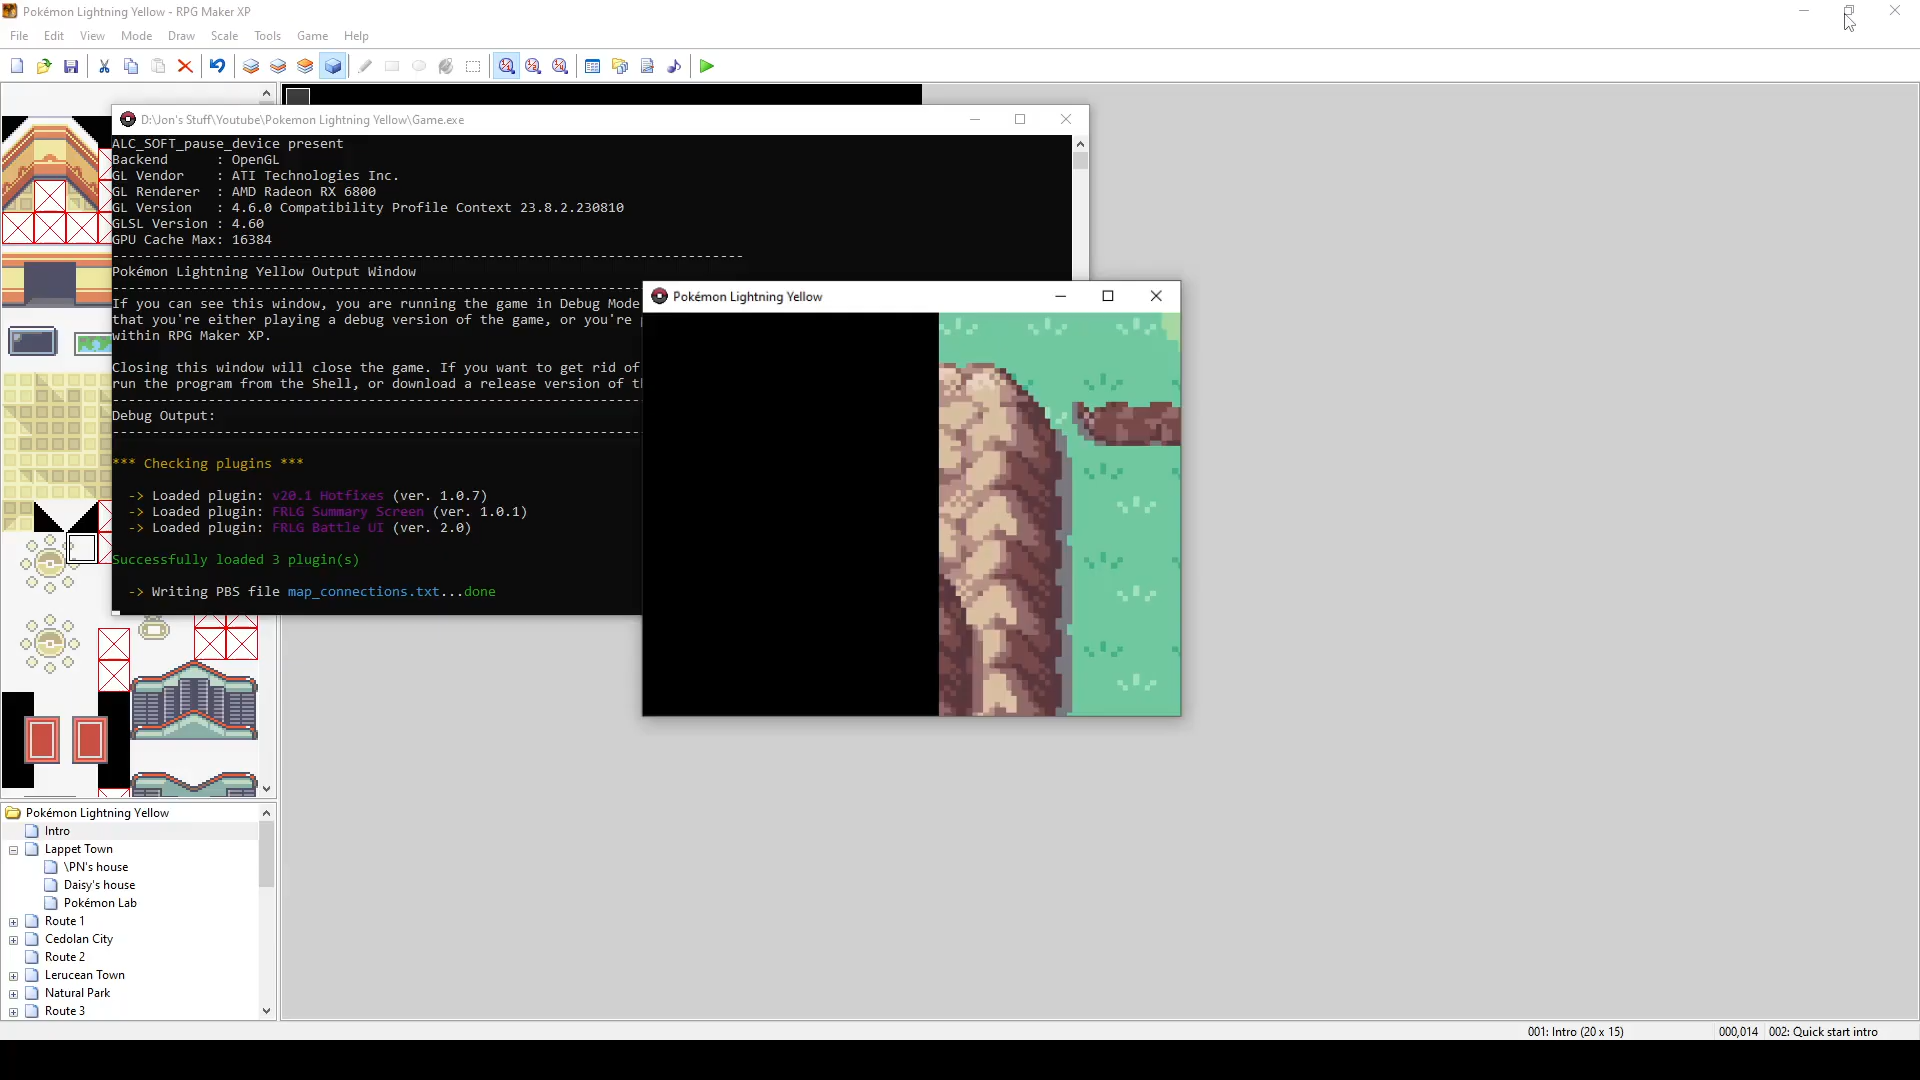 Pokémon Lightning Yellow - RPG Maker XP
File Edit View Mode Draw Scale Tools Game Help
D:\Jon's Stuff\Youtube\Pokemon Lightning Yellow\Game.exe
ALC_SOFT_pause_device present
Backend : OpenGL
GL Vendor : ATI Technologies Inc.
GL Renderer : AMD Radeon RX 6800
GL Version : 4.6.0 Compatibility Profile Context 23.8.2.230810
GLSL Version : 4.60
GPU Cache Max: 16384
Pokémon Lightning Yellow Output Window
If you can see this window, you are running the game in Debug Mode
that you're either playing a debug version of the game, or you're
within RPG Maker XP.
Closing this window will close the game. If you want to get rid of
run the program from the Shell, or download a release version of
Debug Output:
*** Checking plugins ***
-> Loaded plugin: v20.1 Hotfixes (ver. 1.0.7)
-> Loaded plugin: FRLG Summary Screen (ver. 1.0.1)
-> Loaded plugin: FRLG Battle UI (ver. 2.0)
Successfully loaded 3 plugin(s)
-> Writing PBS file map_connections.txt...done
Pokémon Lightning Yellow
Pokémon Lightning Yellow
Intro
Lappet Town
\PN's house
Daisy's house
Pokémon Lab
Route 1
Cedolan City
Route 2
Lerucean Town
Natural Park
Route 3
001: Intro (20 x 15) 000,014 002: Quick start intro